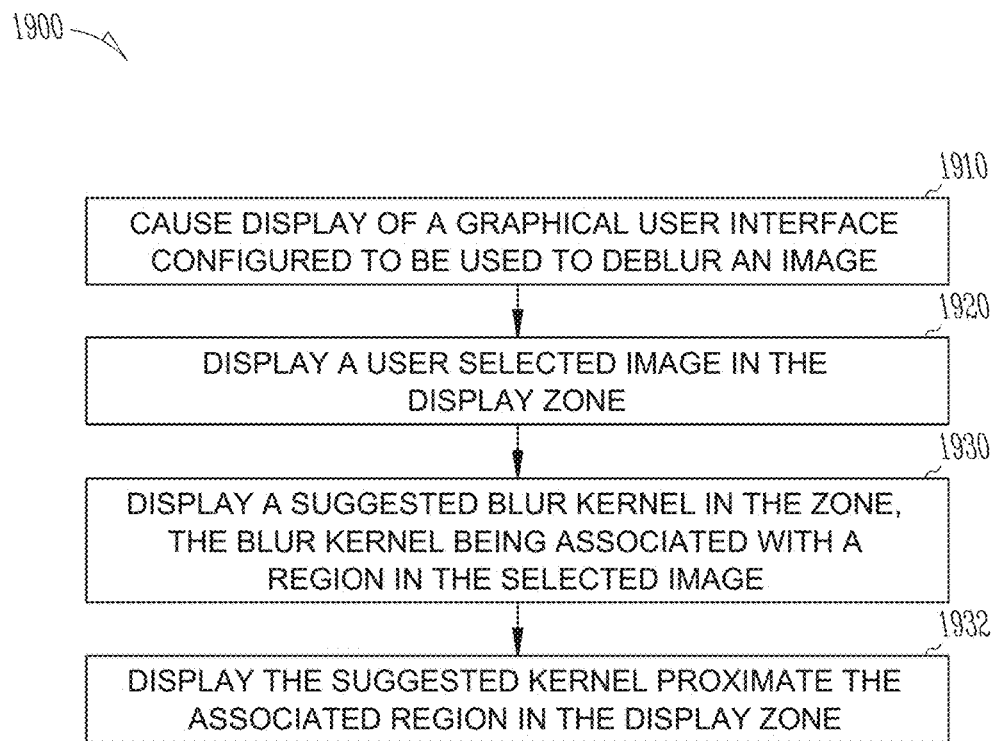 1900
1910
CAUSE DISPLAY OF A GRAPHICAL USER INTERFACE
CONFIGURED TO BE USED TO DEBLUR AN IMAGE
1920
DISPLAY A USER SELECTED IMAGE IN THE
DISPLAY ZONE
1930
DISPLAY A SUGGESTED BLUR KERNEL IN THE ZONE,
THE BLUR KERNEL BEING ASSOCIATED WITH A
REGION IN THE SELECTED IMAGE
1932
DISPLAY THE SUGGESTED KERNEL PROXIMATE THE
ASSOCIATED REGION IN THE DISPLAY ZONE